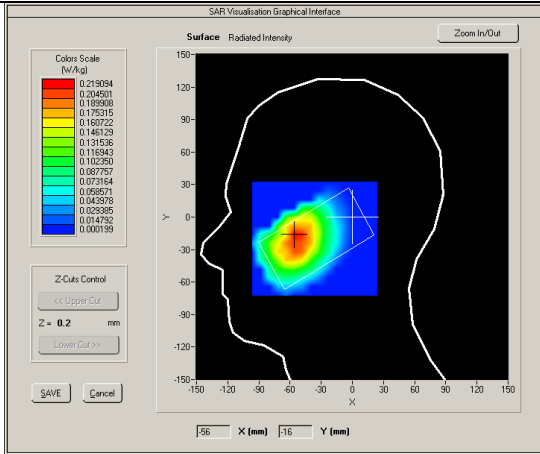 SAR Visualisation Graphical Interface
Surface Radiated Intensity
Zoom In/Out
Colors Scale
(W/kg)
0.219094
0.204501
0.189908
0.175315
0.160722
0.146129
0.131536
0.116943
0.102350
0.087757
0.073164
0.058571
0.043978
0.029385
0.014792
0.000199
Z-Cuts Control
<< Upper Cut
Z = 0.2 mm
Lower Cut >>
SAVE Cancel
150
120
90
60
30
0
-30
-60
-90
-120
-150
Y
-150 -120 -90 -60 -30 0 30 60 90 120 150
X
-56 X (mm) -16 Y (mm)